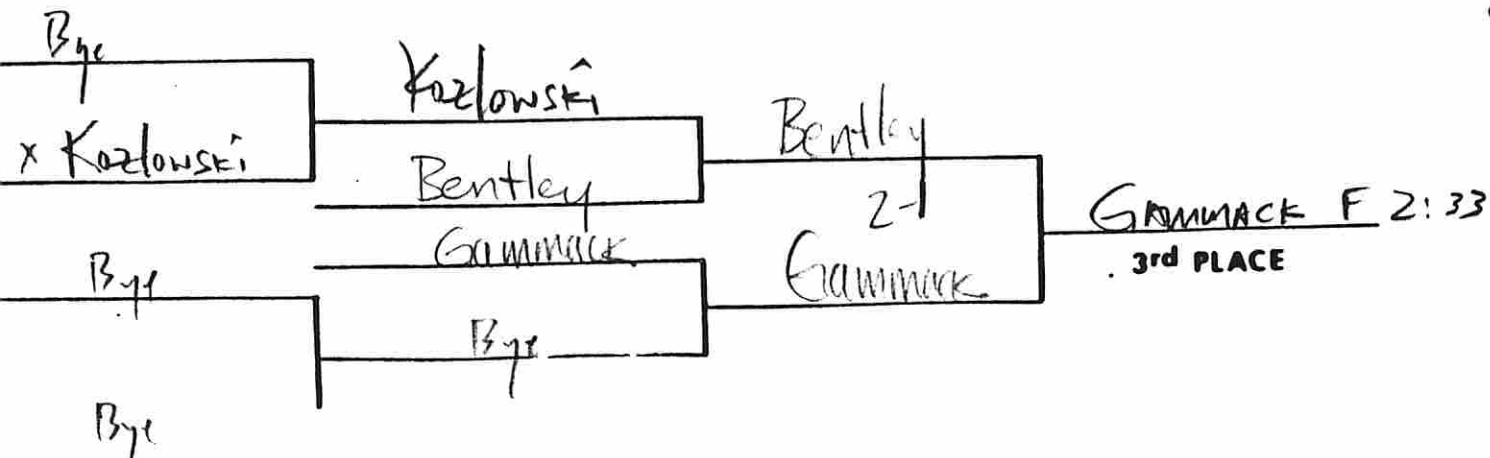 Bye
Kozlowski
x Kozlowski
Bentley
Bentley
2-1
Gammack
Gammack
GAMMACK F 2:33
3rd PLACE
Bye
Bye
Bye